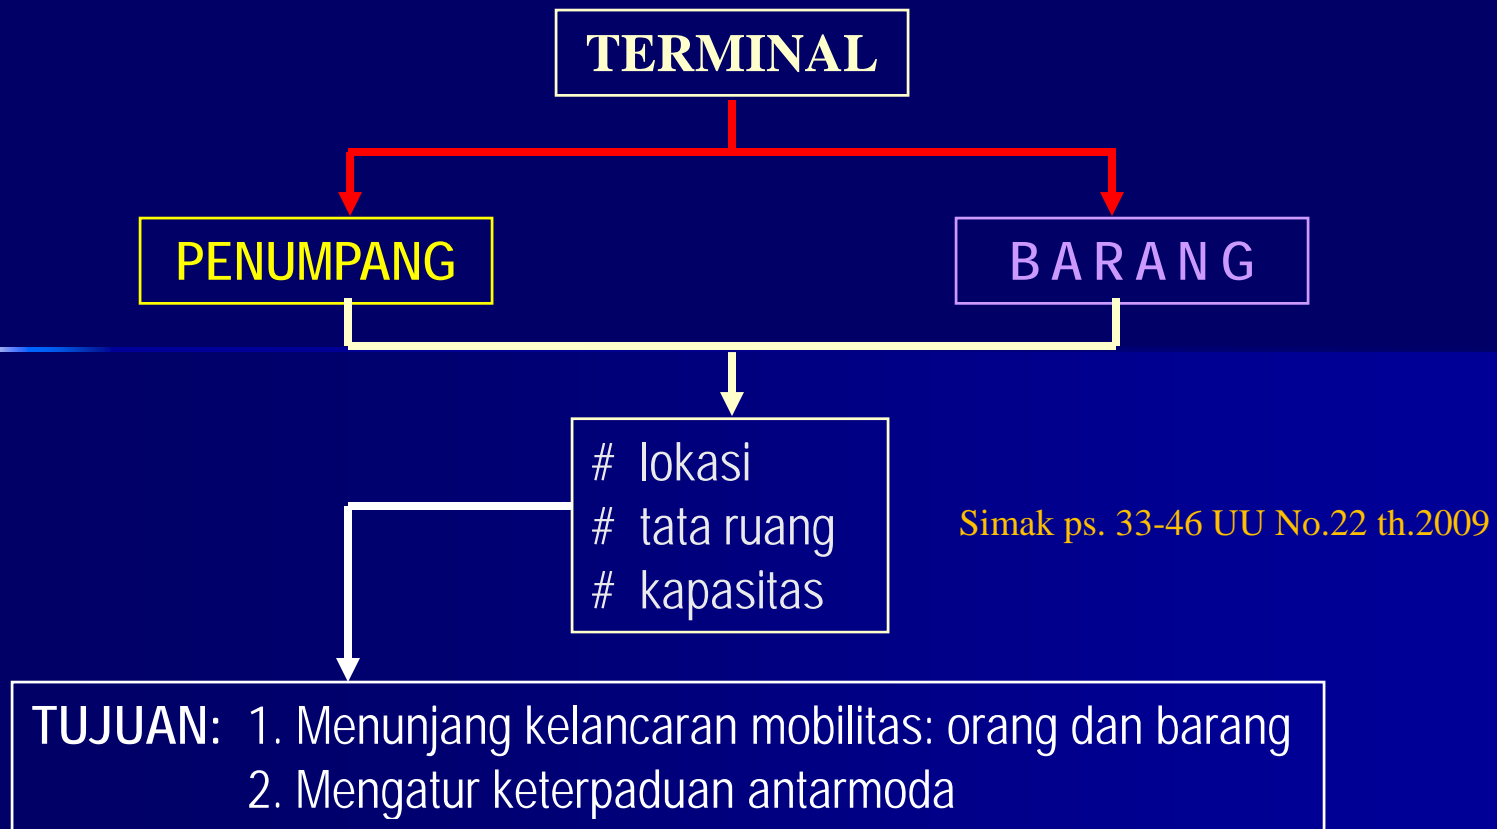 TERMINAL
PENUMPANG
BARANG
# lokasi
# tata ruang
# kapasitas
Simak ps. 33-46 UU No.22 th.2009
TUJUAN: 1. Menunjang kelancaran mobilitas: orang dan barang
2. Mengatur keterpaduan antarmoda